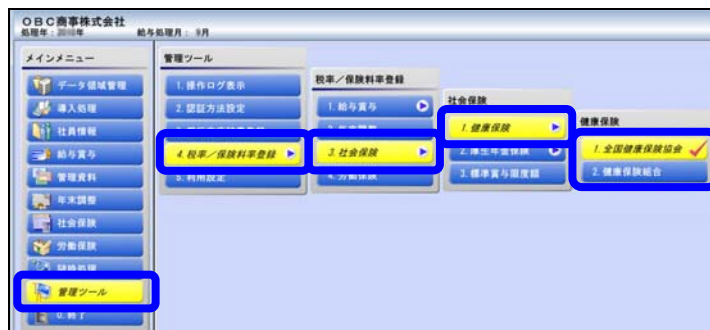 OBC商事株式会社
処理年: 給与処理月: 9月
メインメニュー
データ領域管理
導入処理
社員情報
給与賞与
管理資料
年末調整
社会保険
労働保険
管理ツール
0.終了
管理ツール
1.操作ログ表示
2.認証方法設定
4.税率/保険料率登録
5.利用設定
税率/保険料率登録
1.給与賞与
3.社会保険
4.労働保険
社会保険
1.健康保険
2.厚生年金保険
3.標準賞与限度額
健康保険
1.全国健康保険協会
2.健康保険組合